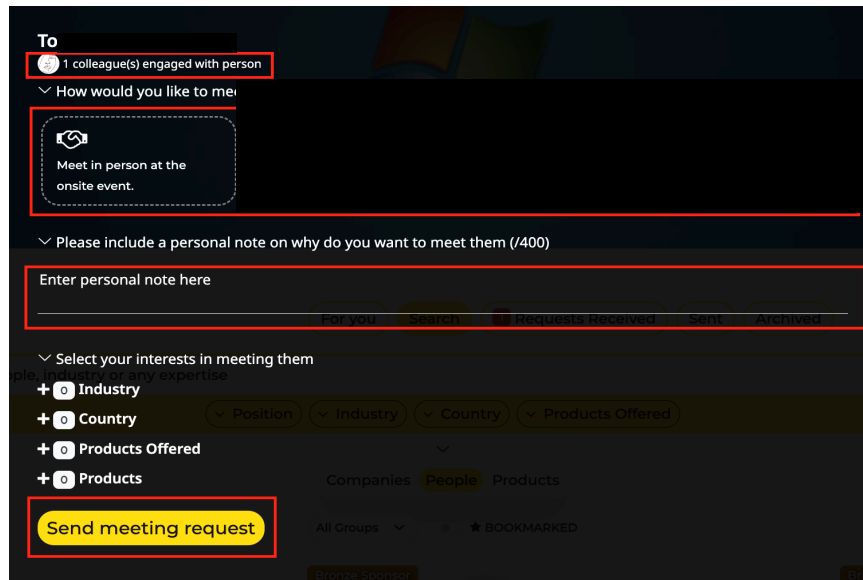 To
1 colleague(s) engaged with person
How would you like to mee
Meet in person at the
onsite event.
Please include a personal note on why do you want to meet them (/400)
Enter personal note here
For you Search Requests Received Sent Archived
Select your interests in meeting them
ople, industry or any expertise
0 Industry
0 Country
Position Industry Country Products Offered
0 Products Offered
0 Products
Companies People Products
Send meeting request
All Groups BOOKMARKED
Bronze Sponsor